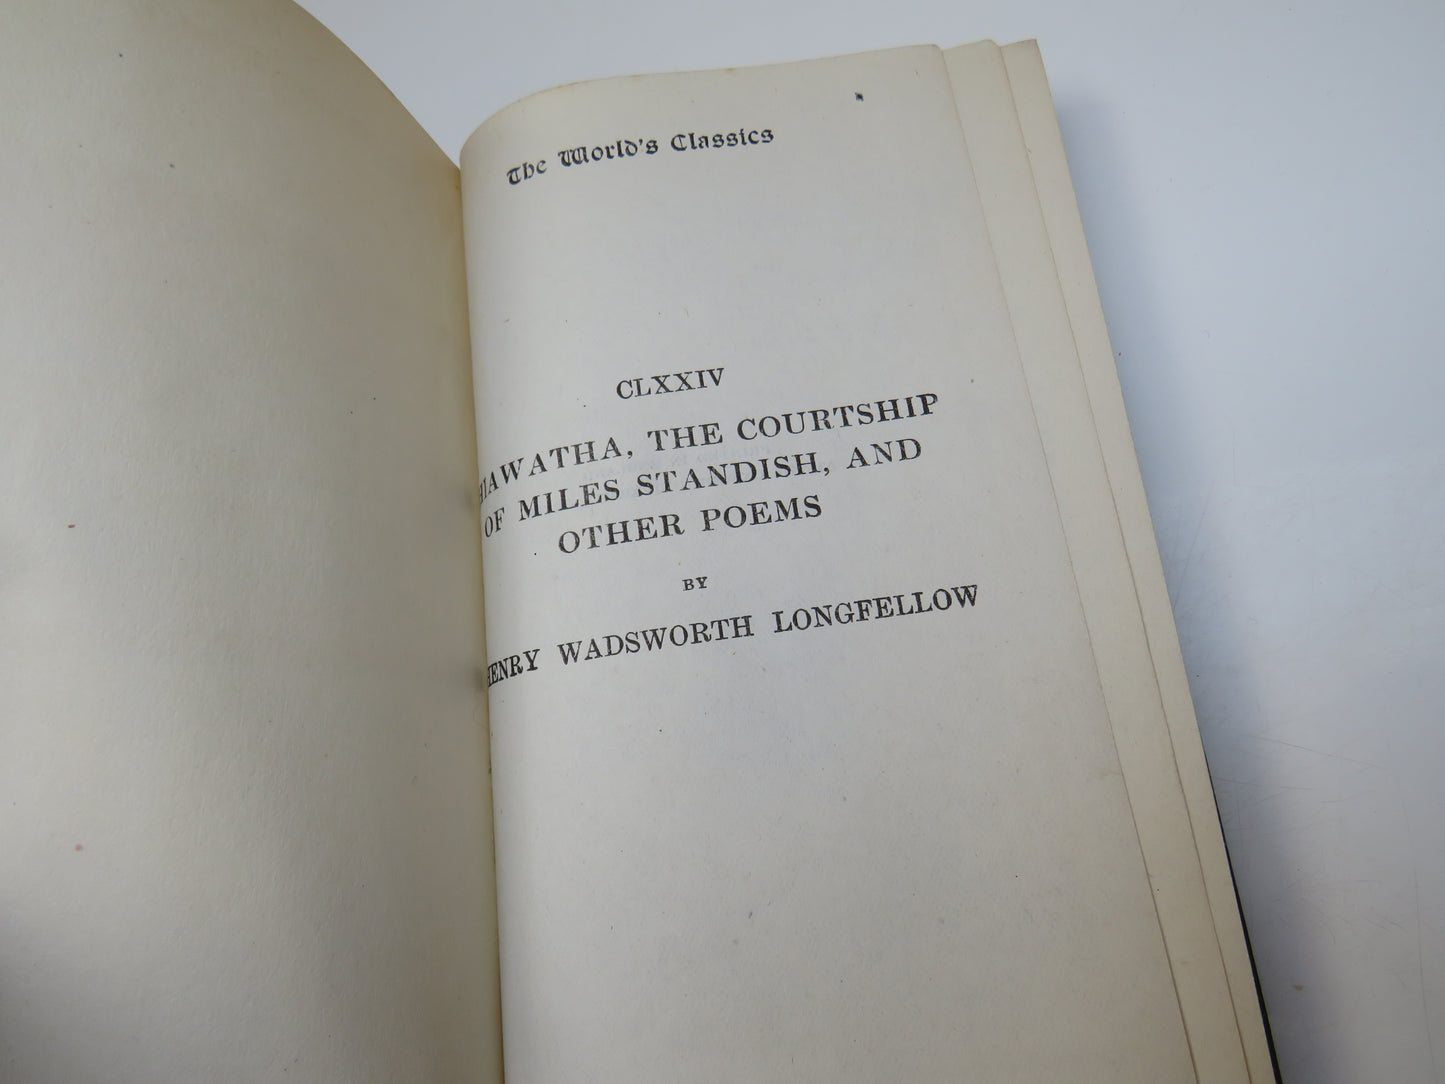 The World's Classics
CLXXIV
HIAWATHA, THE COURTSHIP
OF MILES STANDISH, AND
OTHER POEMS
BY
HENRY WADSWORTH LONGFELLOW